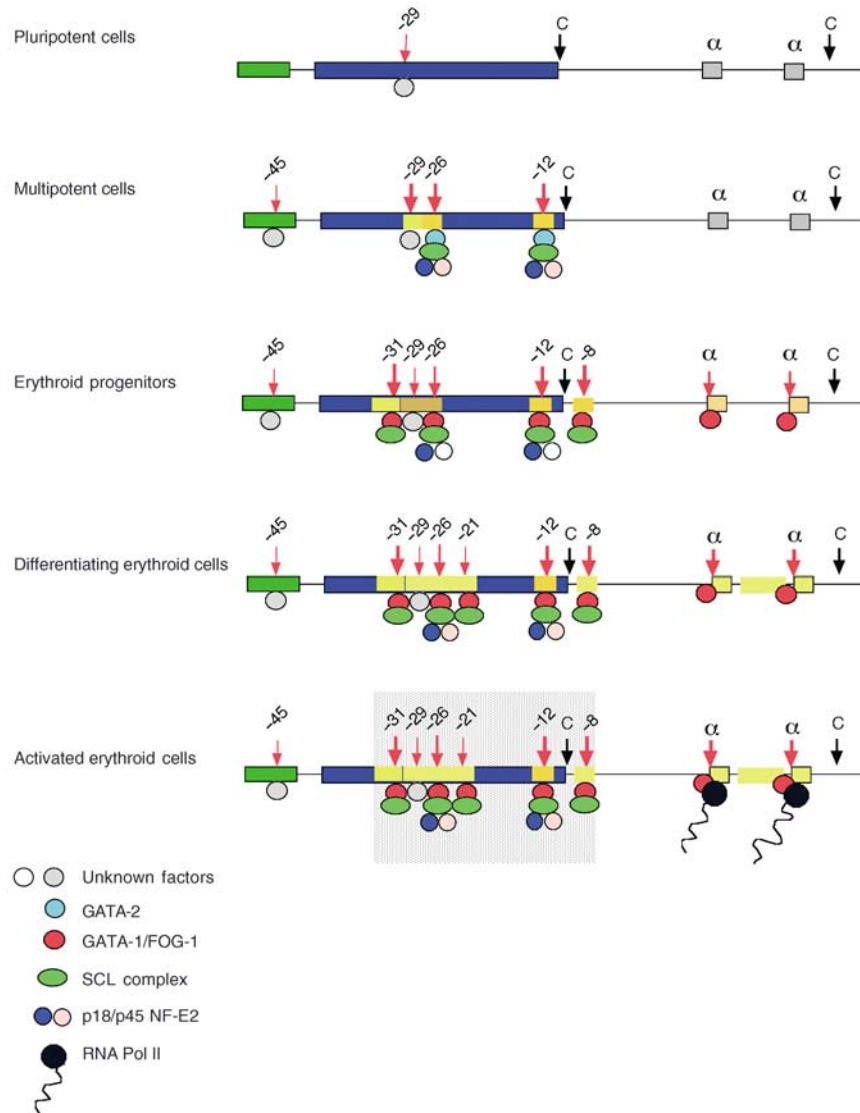 -29
C
α
α
Pluripotent cells
-45
-29
-26
-12
C
α
α
C
Multipotent cells
-45
-31
-29
-26
-12
C
-8
α
α
C
Erythroid progenitors
-45
-31
-29
-26
-21
-12
C
-8
α
α
C
Differentiating erythroid cells
-45
-31
-29
-26
-21
-12
C
-8
α
α
C
Activated erythroid cells
Unknown factors
GATA-2
GATA-1/FOG-1
SCL complex
p18/p45 NF-E2
RNA Pol II